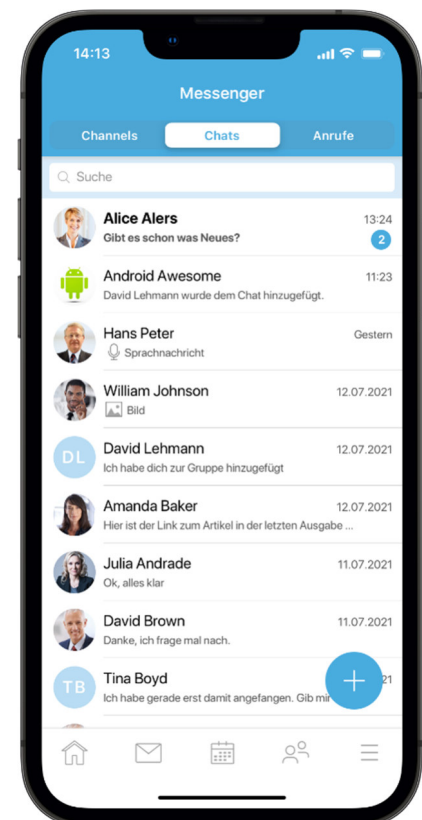 14:13
Messenger
Channels Chats Anrufe
Suche
Alice Alers 13:24
Gibt es schon was Neues? 2
Android Awesome 11:23
David Lehmann wurde dem Chat hinzugefügt.
Hans Peter Gestern
Sprachnachricht
William Johnson 12.07.2021
Bild
DL David Lehmann 12.07.2021
Ich habe dich zur Gruppe hinzugefügt
Amanda Baker 12.07.2021
Hier ist der Link zum Artikel in der letzten Ausgabe ...
Julia Andrade 11.07.2021
Ok, alles klar
David Brown 11.07.2021
Danke, ich frage mal nach.
TB Tina Boyd 21
Ich habe gerade erst damit angefangen. Gib mir